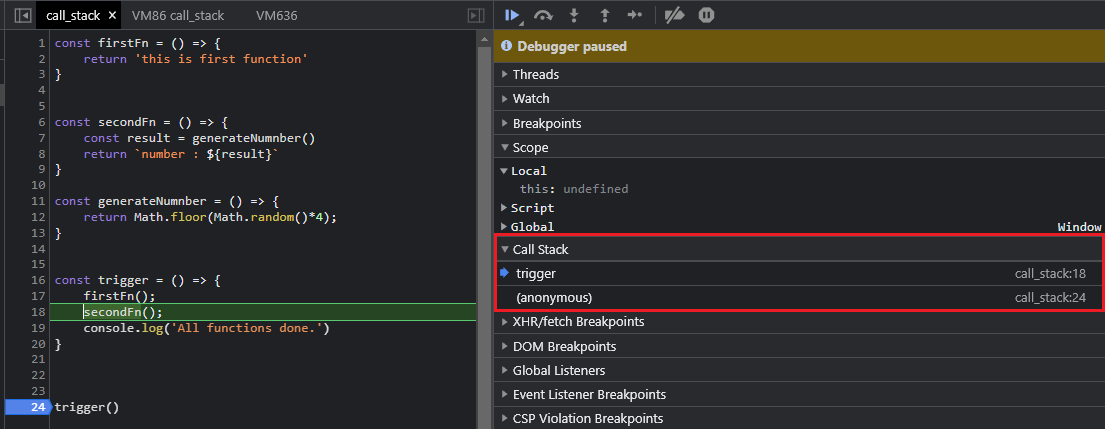 call_stack × VM86 call_stack VM636
1 const firstFn = () => {
2 return 'this is first function'
3 }
4
5
6 const secondFn = () => {
7 const result = generateNumnber()
8 return `number : ${result}`
9 }
10
11 const generateNumnber = () => {
12 return Math.floor(Math.random()*4);
13 }
14
15
16 const trigger = () => {
17 firstFn();
18 secondFn();
19 console.log('All functions done.')
20 }
21
22
23
24 trigger()
Debugger paused
Threads
Watch
Breakpoints
Scope
Local
this: undefined
Script
Global Window
Call Stack
trigger call_stack:18
(anonymous) call_stack:24
XHR/fetch Breakpoints
DOM Breakpoints
Global Listeners
Event Listener Breakpoints
CSP Violation Breakpoints